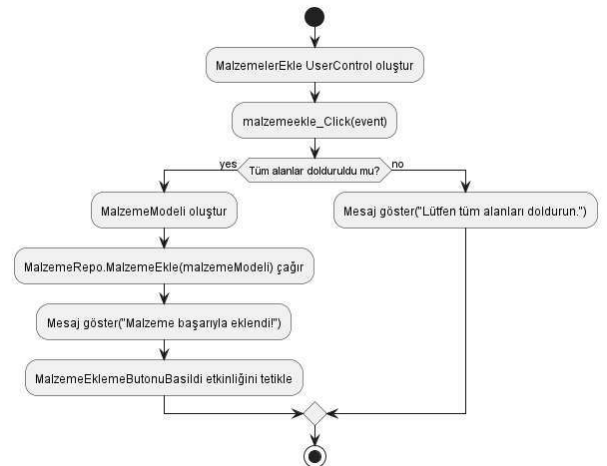 MalzemelerEkle UserControl oluştur
malzemeekle_Click(event)
yes
Tüm alanlar dolduruldu mu?
no
MalzemeModeli oluştur
Mesaj göster("Lütfen tüm alanları doldurun.")
MalzemeRepo.MalzemeEkle(malzemeModeli) çağır
Mesaj göster("Malzeme başarıyla eklendi!")
MalzemeEklemeButonuBasildi etkinliğini tetikle